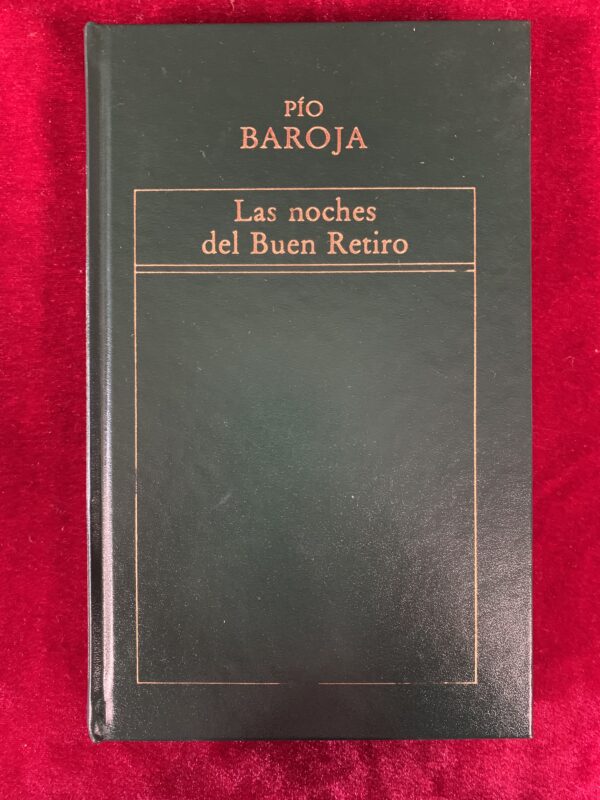 PÍO
BAROJA
Las noches
del Buen Retiro